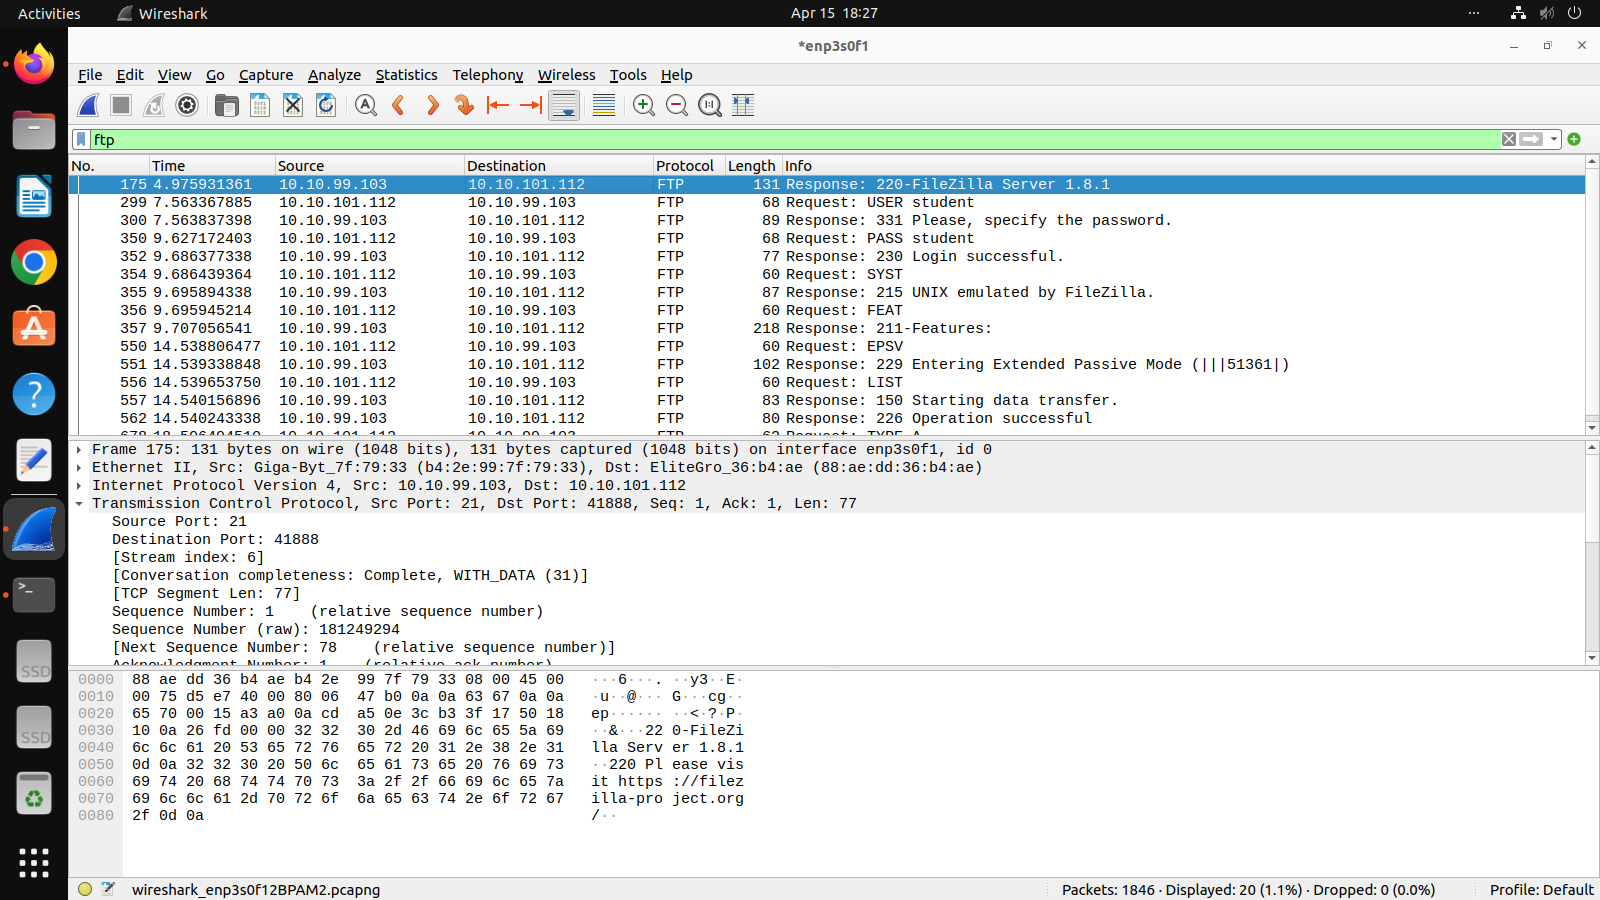 Activities
Wireshark
Apr 15 18:27
*enp3s0f1
File Edit View Go Capture Analyze Statistics Telephony Wireless Tools Help
ftp
No. Time Source Destination Protocol Length Info
175 4.975931361 10.10.99.103 10.10.101.112 FTP 131 Response: 220-FileZilla Server 1.8.1
299 7.563367885 10.10.101.112 10.10.99.103 FTP 68 Request: USER student
300 7.563837398 10.10.99.103 10.10.101.112 FTP 89 Response: 331 Please, specify the password.
350 9.627172403 10.10.101.112 10.10.99.103 FTP 68 Request: PASS student
352 9.686377338 10.10.99.103 10.10.101.112 FTP 77 Response: 230 Login successful.
354 9.686439364 10.10.101.112 10.10.99.103 FTP 60 Request: SYST
355 9.695894338 10.10.99.103 10.10.101.112 FTP 87 Response: 215 UNIX emulated by FileZilla.
356 9.695945214 10.10.101.112 10.10.99.103 FTP 60 Request: FEAT
357 9.707056541 10.10.99.103 10.10.101.112 FTP 218 Response: 211-Features:
550 14.538806477 10.10.101.112 10.10.99.103 FTP 60 Request: EPSV
551 14.539338848 10.10.99.103 10.10.101.112 FTP 102 Response: 229 Entering Extended Passive Mode (|||51361|)
556 14.539653750 10.10.101.112 10.10.99.103 FTP 60 Request: LIST
557 14.540156896 10.10.99.103 10.10.101.112 FTP 83 Response: 150 Starting data transfer.
562 14.540243338 10.10.99.103 10.10.101.112 FTP 80 Response: 226 Operation successful
Frame 175: 131 bytes on wire (1048 bits), 131 bytes captured (1048 bits) on interface enp3s0f1, id 0
Ethernet II, Src: Giga-Byt_7f:79:33 (b4:2e:99:7f:79:33), Dst: EliteGro_36:b4:ae (88:ae:dd:36:b4:ae)
Internet Protocol Version 4, Src: 10.10.99.103, Dst: 10.10.101.112
Transmission Control Protocol, Src Port: 21, Dst Port: 41888, Seq: 1, Ack: 1, Len: 77
Source Port: 21
Destination Port: 41888
[Stream index: 6]
[Conversation completeness: Complete, WITH_DATA (31)]
[TCP Segment Len: 77]
Sequence Number: 1 (relative sequence number)
Sequence Number (raw): 181249294
[Next Sequence Number: 78 (relative sequence number)]
Acknowledgment Number: 1 (relative ack number)
0000 88 ae dd 36 b4 ae b4 2e 99 7f 79 33 08 00 45 00 ···6···. ··y3··E·
0010 00 75 d5 e7 40 00 80 06 47 b0 0a 0a 63 67 0a 0a ·u··@··· G···cg··
0020 65 70 00 15 a3 a0 0a cd a5 0e 3c b3 3f 17 50 18 ep······ ··<·?·P·
0030 10 0a 26 fd 00 00 32 32 30 2d 46 69 6c 65 5a 69 ··&···22 0-FileZi
0040 6c 6c 61 20 53 65 72 76 65 72 20 31 2e 38 2e 31 lla Serv er 1.8.1
0050 0d 0a 32 32 30 20 50 6c 65 61 73 65 20 76 69 73 ··220 Pl ease vis
0060 69 74 20 68 74 74 70 73 3a 2f 2f 66 69 6c 65 7a it https ://filez
0070 69 6c 6c 61 2d 70 72 6f 6a 65 63 74 2e 6f 72 67 illa-pro ject.org
0080 2f 0d 0a /··
SSD
SSD
wireshark_enp3s0f12BPAM2.pcapng
Packets: 1846 · Displayed: 20 (1.1%) · Dropped: 0 (0.0%)
Profile: Default